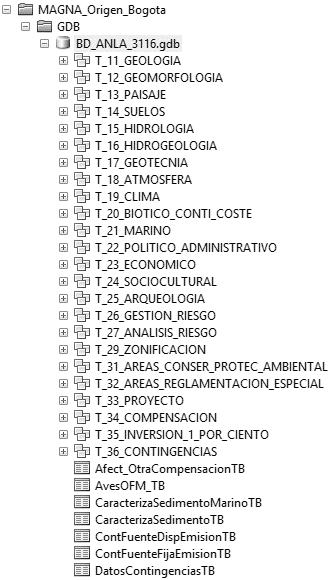 MAGNA_Origen_Bogota
GDB
BD_ANLA_3116.gdb
T_11_GEOLOGIA
T_12_GEOMORFOLOGIA
T_13_PAISAJE
T_14_SUELOS
T_15_HIDROLOGIA
T_16_HIDROGEOLOGIA
T_17_GEOTECNIA
T_18_ATMOSFERA
T_19_CLIMA
T_20_BIOTICO_CONTI_COSTE
T_21_MARINO
T_22_POLITICO_ADMINISTRATIVO
T_23_ECONOMICO
T_24_SOCIOCULTURAL
T_25_ARQUEOLOGIA
T_26_GESTION_RIESGO
T_27_ANALISIS_RIESGO
T_29_ZONIFICACION
T_31_AREAS_CONSER_PROTEC_AMBIENTAL
T_32_AREAS_REGLAMENTACION_ESPECIAL
T_33_PROYECTO
T_34_COMPENSACION
T_35_INVERSION_1_POR_CIENTO
T_36_CONTINGENCIAS
Afect_OtraCompensacionTB
AvesOFM_TB
CaracterizaSedimentoMarinoTB
CaracterizaSedimentoTB
ContFuenteDispEmisionTB
ContFuenteFijaEmisionTB
DatosContingenciasTB